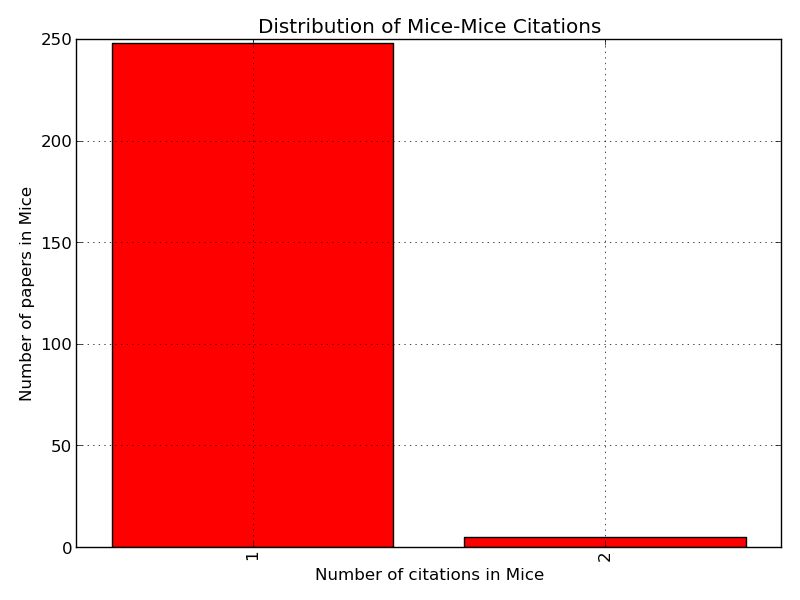 Distribution of Mice-Mice Citations
250
200
150
100
50
0
Number of papers in Mice
1
2
Number of citations in Mice